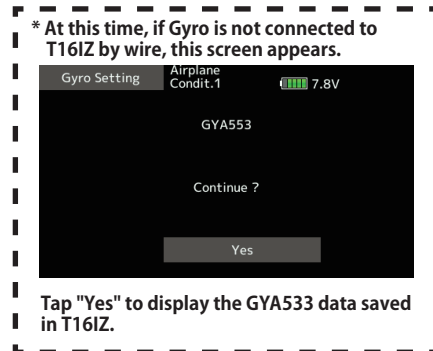 * At this time, if Gyro is not connected to
T16IZ by wire, this screen appears.
Gyro Setting
Airplane
Condit.1
7.8V
GYA553
Continue ?
Yes
Tap "Yes" to display the GYA533 data saved
in T16IZ.